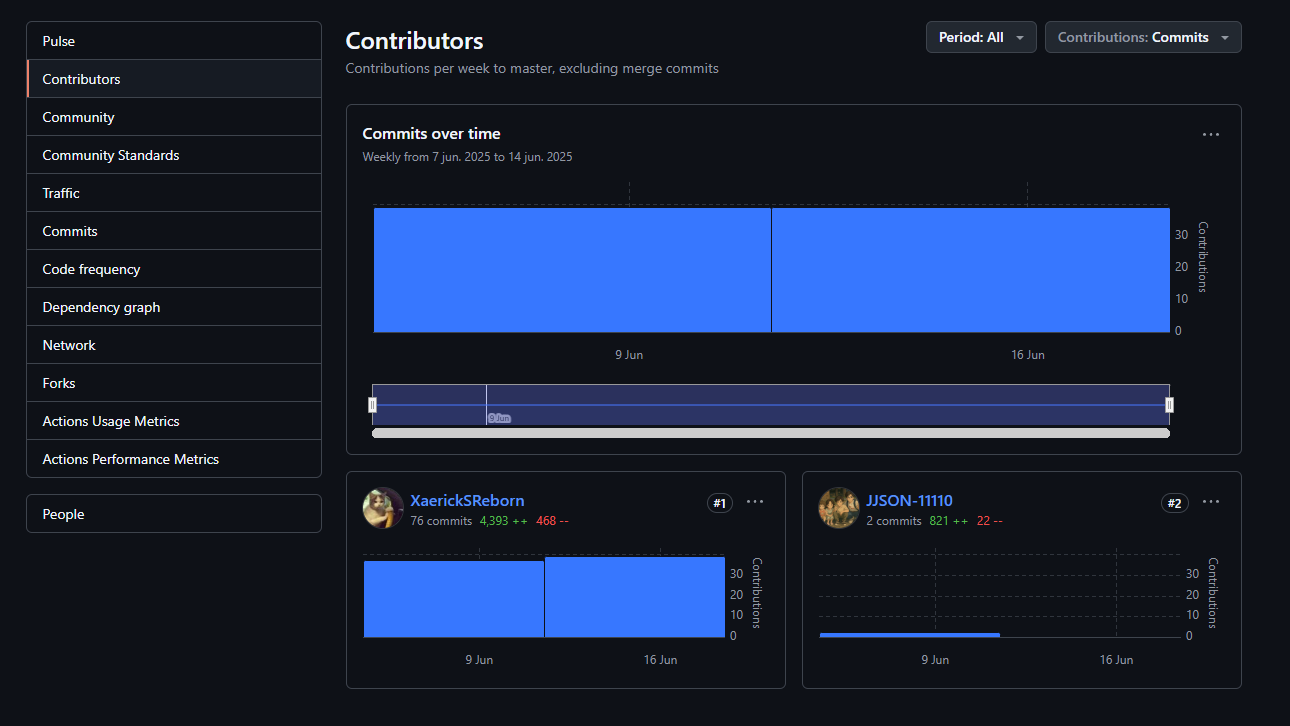 Pulse
Contributors
Community
Community Standards
Traffic
Commits
Code frequency
Dependency graph
Network
Forks
Actions Usage Metrics
Actions Performance Metrics
People
Contributors
Contributions per week to master, excluding merge commits
Period: All
Contributions: Commits
Commits over time
Weekly from 7 jun. 2025 to 14 jun. 2025
30
20
10
0
Contributions
9 Jun
16 Jun
9 Jun
XaerickSReborn
#1
76 commits 4,393 ++ 468 --
30
20
10
0
Contributions
9 Jun
16 Jun
JJSON-11110
#2
2 commits 821 ++ 22 --
30
20
10
0
Contributions
9 Jun
16 Jun